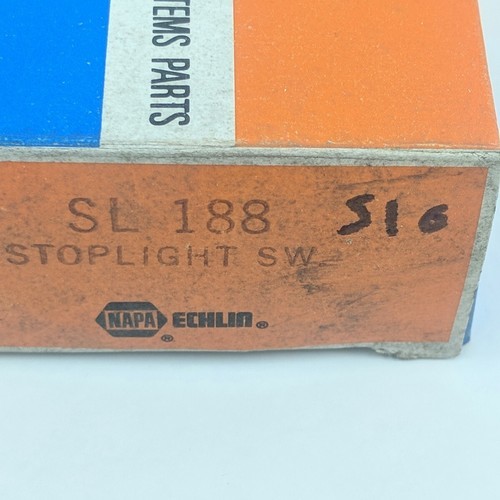 TEMS PARTS
SL 188 S16
STOPLIGHT SW
NAPA ® ECHLIN ®